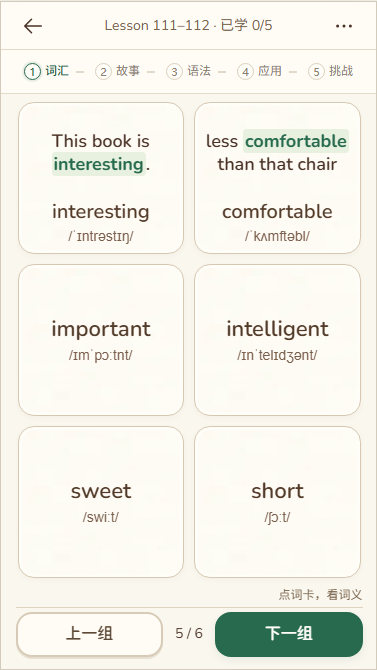 Lesson 111–112 · 已学 0/5
1 词汇 — 2 故事 — 3 语法 — 4 应用 — 5 挑战
This book is
interesting.
interesting
/ˈɪntrəstɪŋ/
less comfortable
than that chair
comfortable
/ˈkʌmftəbl/
important
/ɪmˈpɔːtnt/
intelligent
/ɪnˈtelɪdʒənt/
sweet
/swiːt/
short
/ʃɔːt/
点词卡，看词义
上一组
5 / 6
下一组